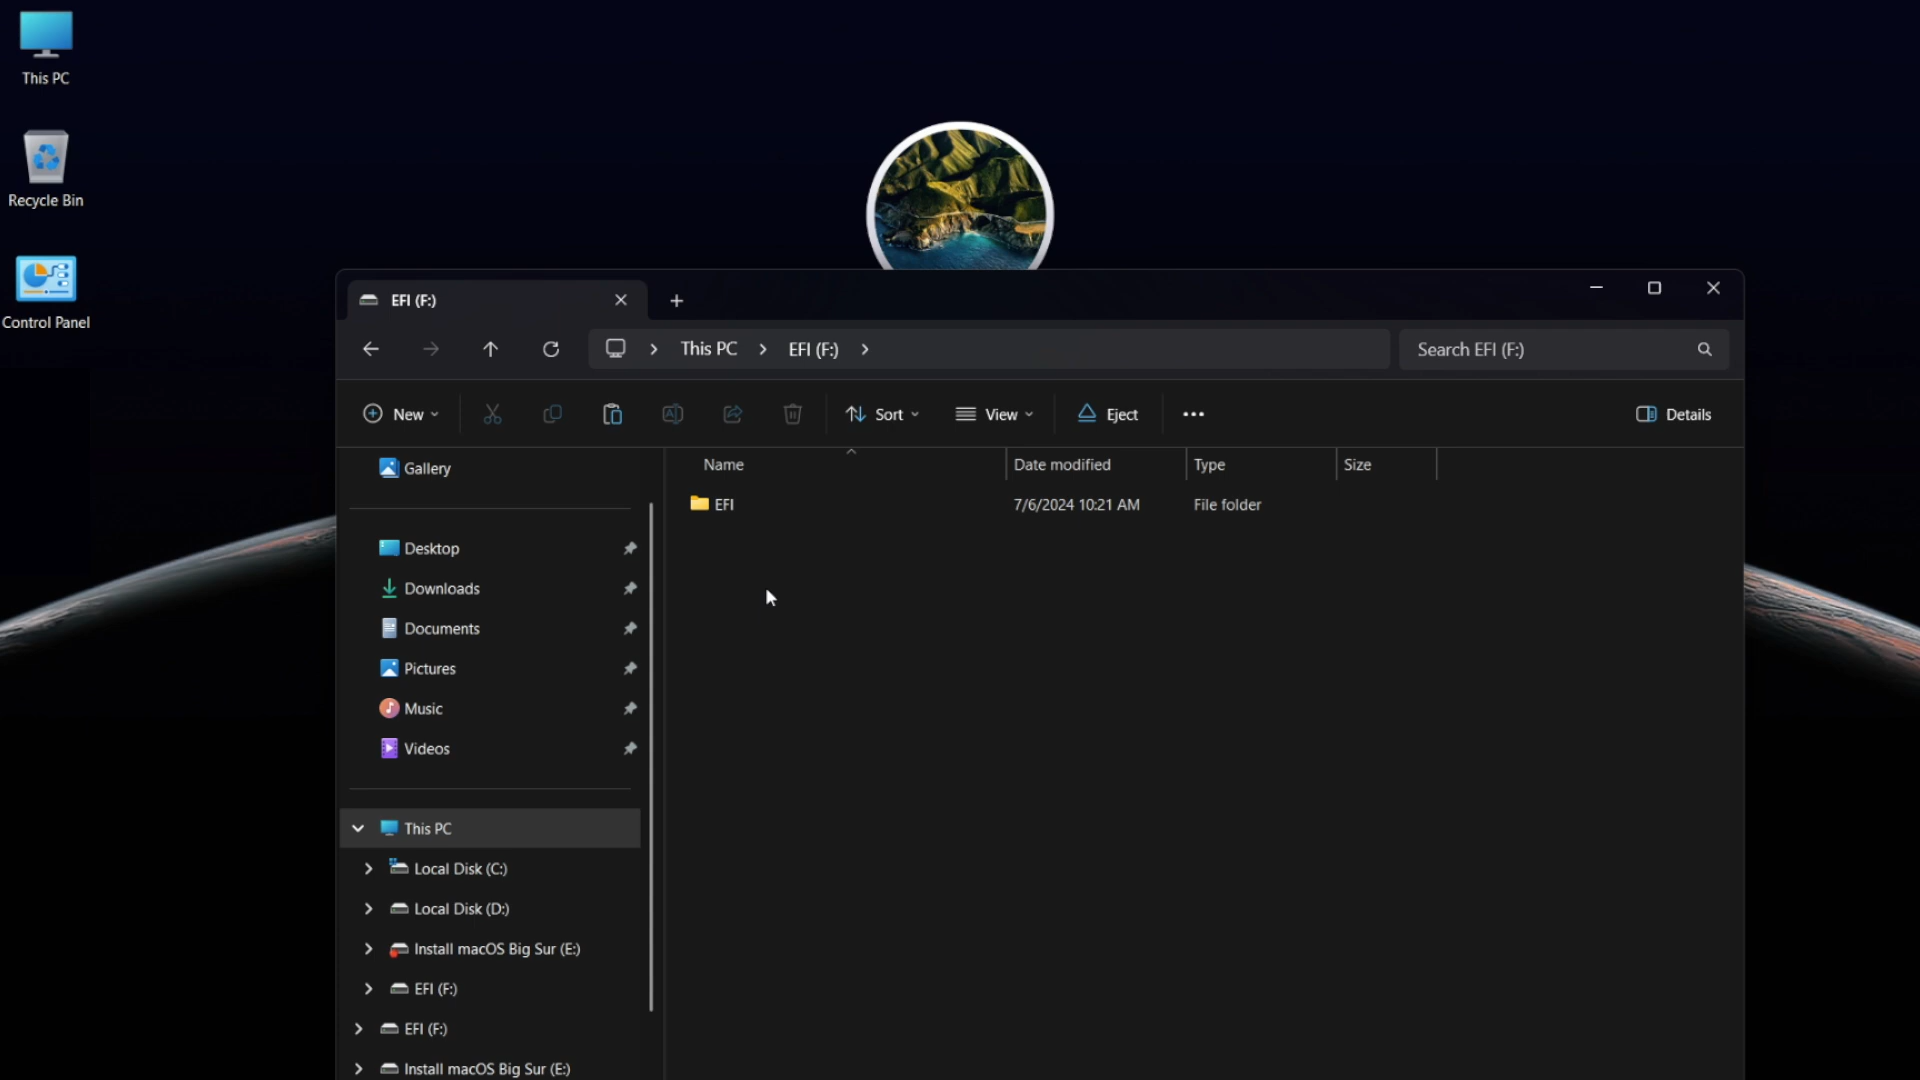 This PC
Recycle Bin
Control Panel
EFI (F:)
This PC
EFI (F:)
Search EFI (F:)
New
Sort
View
Eject
Details
Name
Date modified
Type
Size
EFI
7/6/2024 10:21 AM
File folder
Gallery
Desktop
Downloads
Documents
Pictures
Music
Videos
This PC
Local Disk (C:)
Local Disk (D:)
Install macOS Big Sur (E:)
EFI (F:)
EFI (F:)
Install macOS Big Sur (E:)